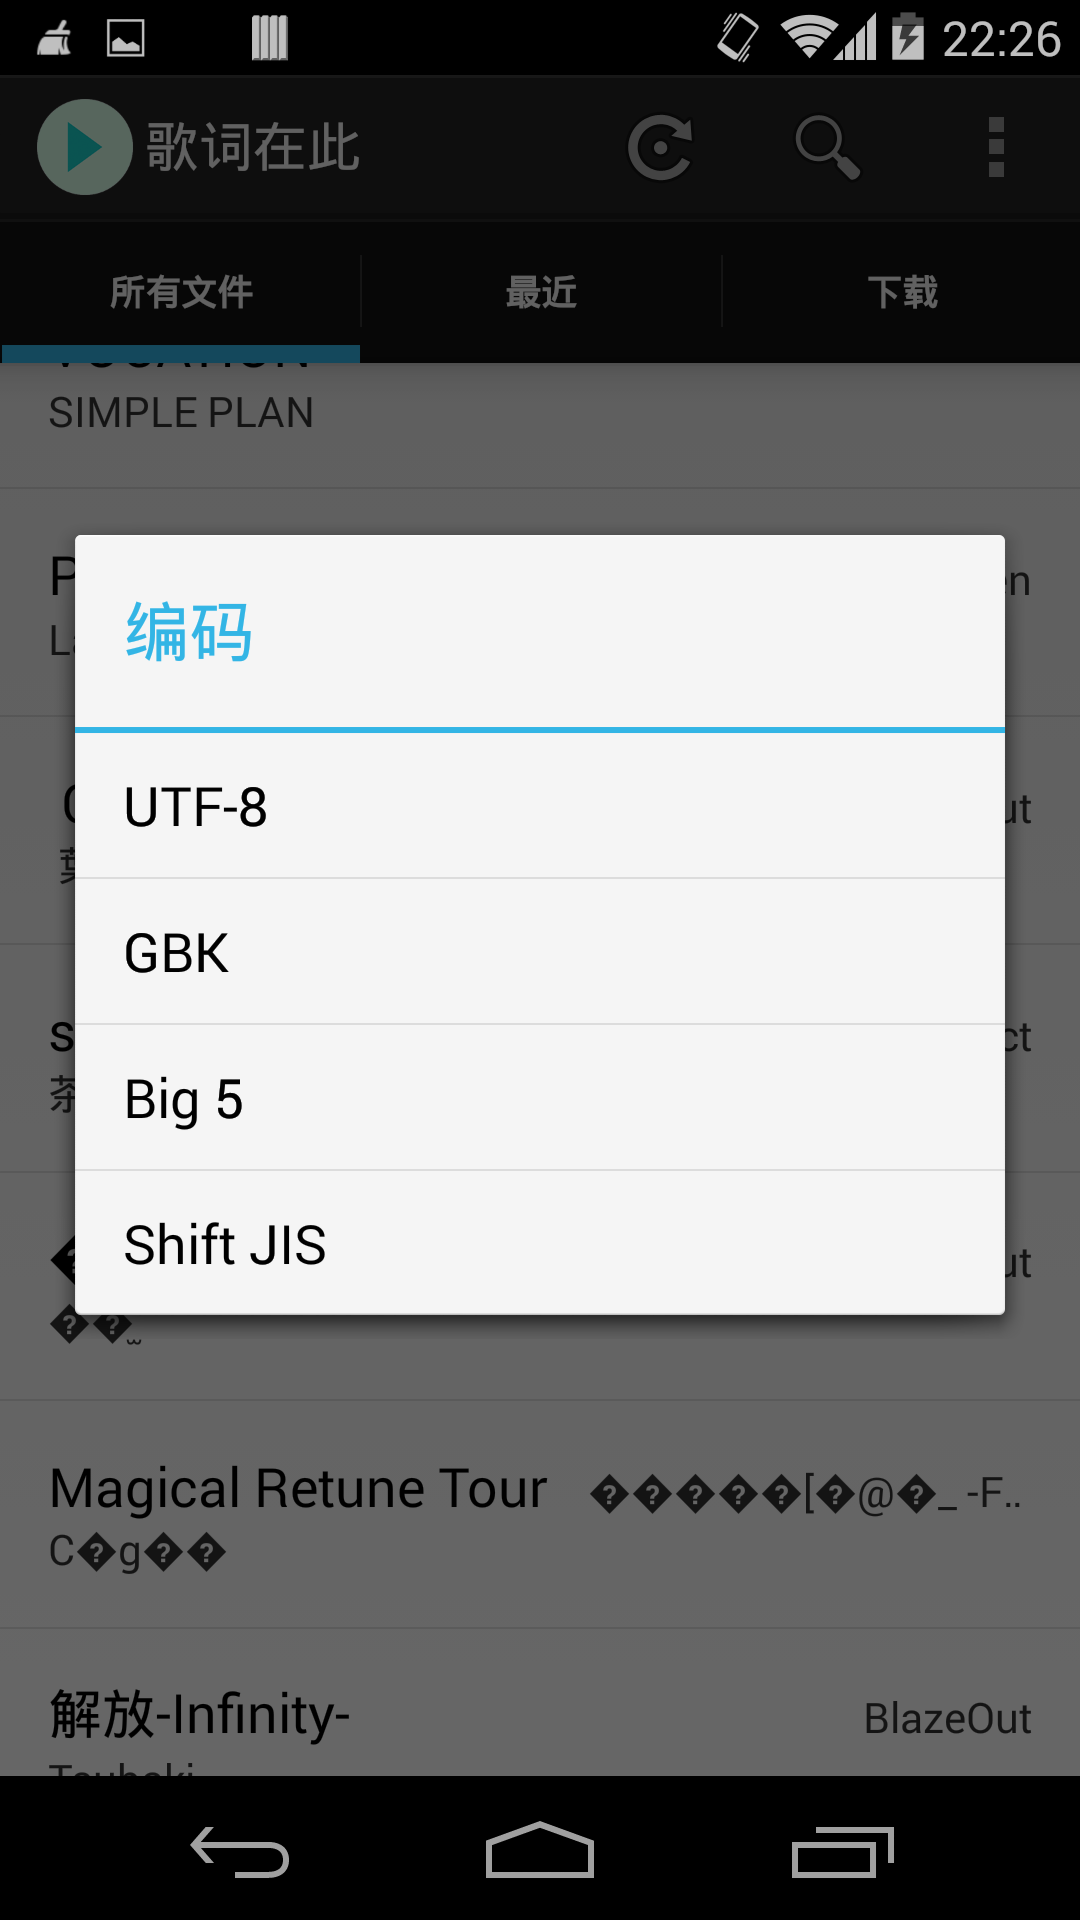 22:26
歌词在此
所有文件 最近 下载
SIMPLE PLAN
编码
UTF-8
GBK
Big 5
Shift JIS
��
Magical Retune Tour �����[�@�_ -F..
C�g��
解放-Infinity- BlazeOut